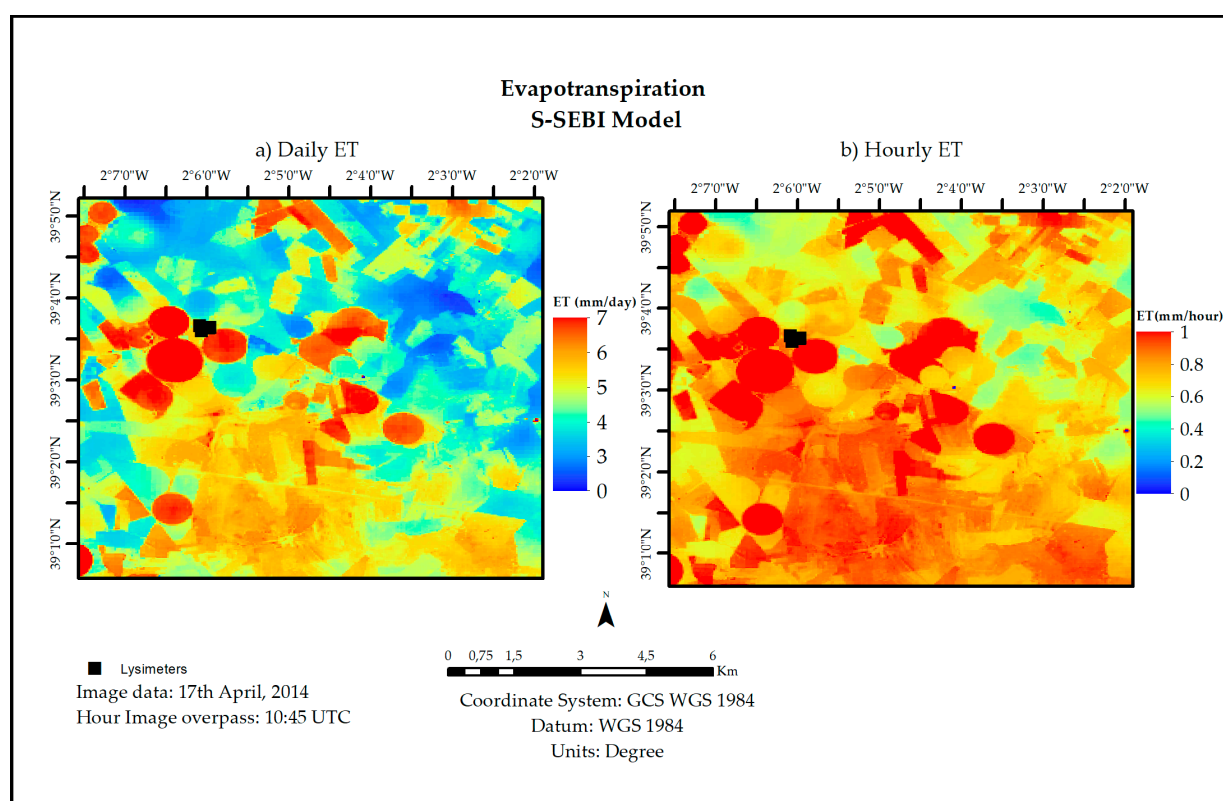 Evapotranspiration
S-SEBI Model
a) Daily ET
2°7'0"W 2°6'0"W 2°5'0"W 2°4'0"W 2°3'0"W 2°2'0"W
39°5'0"N
39°4'0"N
39°3'0"N
39°2'0"N
39°1'0"N
ET (mm/day)
7
6
4
3
2
0
b) Hourly ET
2°7'0"W 2°6'0"W 2°5'0"W 2°4'0"W 2°3'0"W 2°2'0"W
39°5'0"N
39°4'0"N
39°3'0"N
39°2'0"N
39°1'0"N
ET(mm/hour)
1
0.8
0.6
0.4
0.2
0
N
0 0,75 1,5 3 4,5 6
Km
Lysimeters
Image data: 17th April, 2014
Hour Image overpass: 10:45 UTC
Coordinate System: GCS WGS 1984
Datum: WGS 1984
Units: Degree